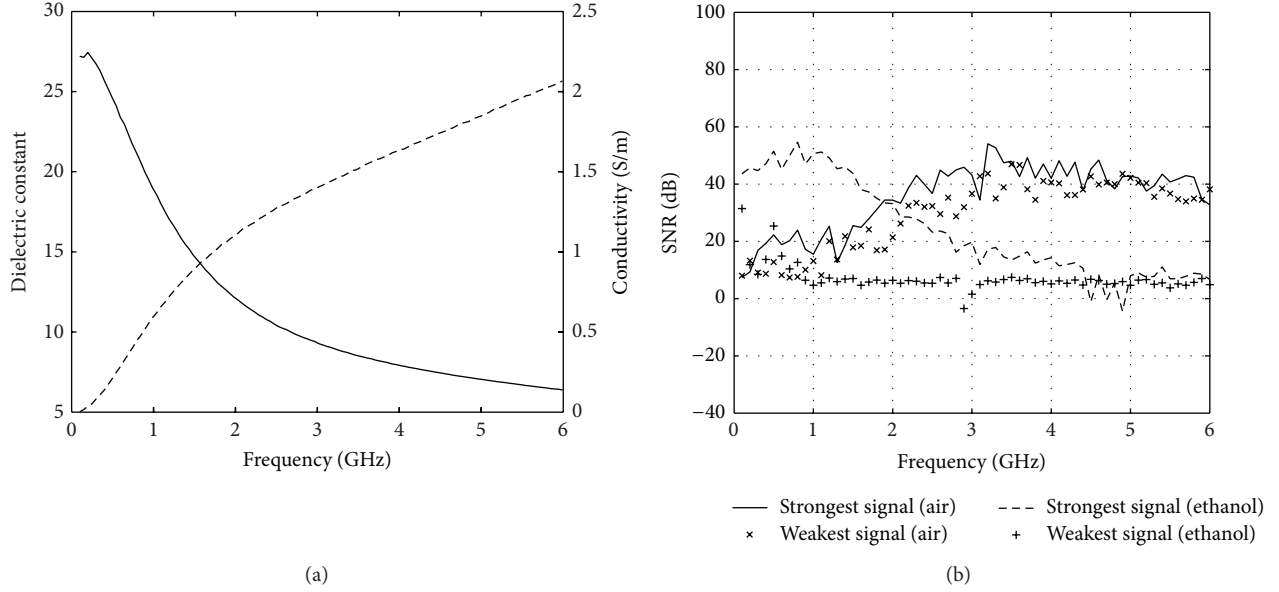 30
25
20
15
10
5
Dielectric constant
2.5
2
1.5
1
0.5
0
Conductivity (S/m)
0 1 2 3 4 5 6
Frequency (GHz)
(a)
100
80
60
40
20
0
−20
−40
SNR (dB)
0 1 2 3 4 5 6
Frequency (GHz)
Strongest signal (air)
Weakest signal (air)
Strongest signal (ethanol)
Weakest signal (ethanol)
(b)